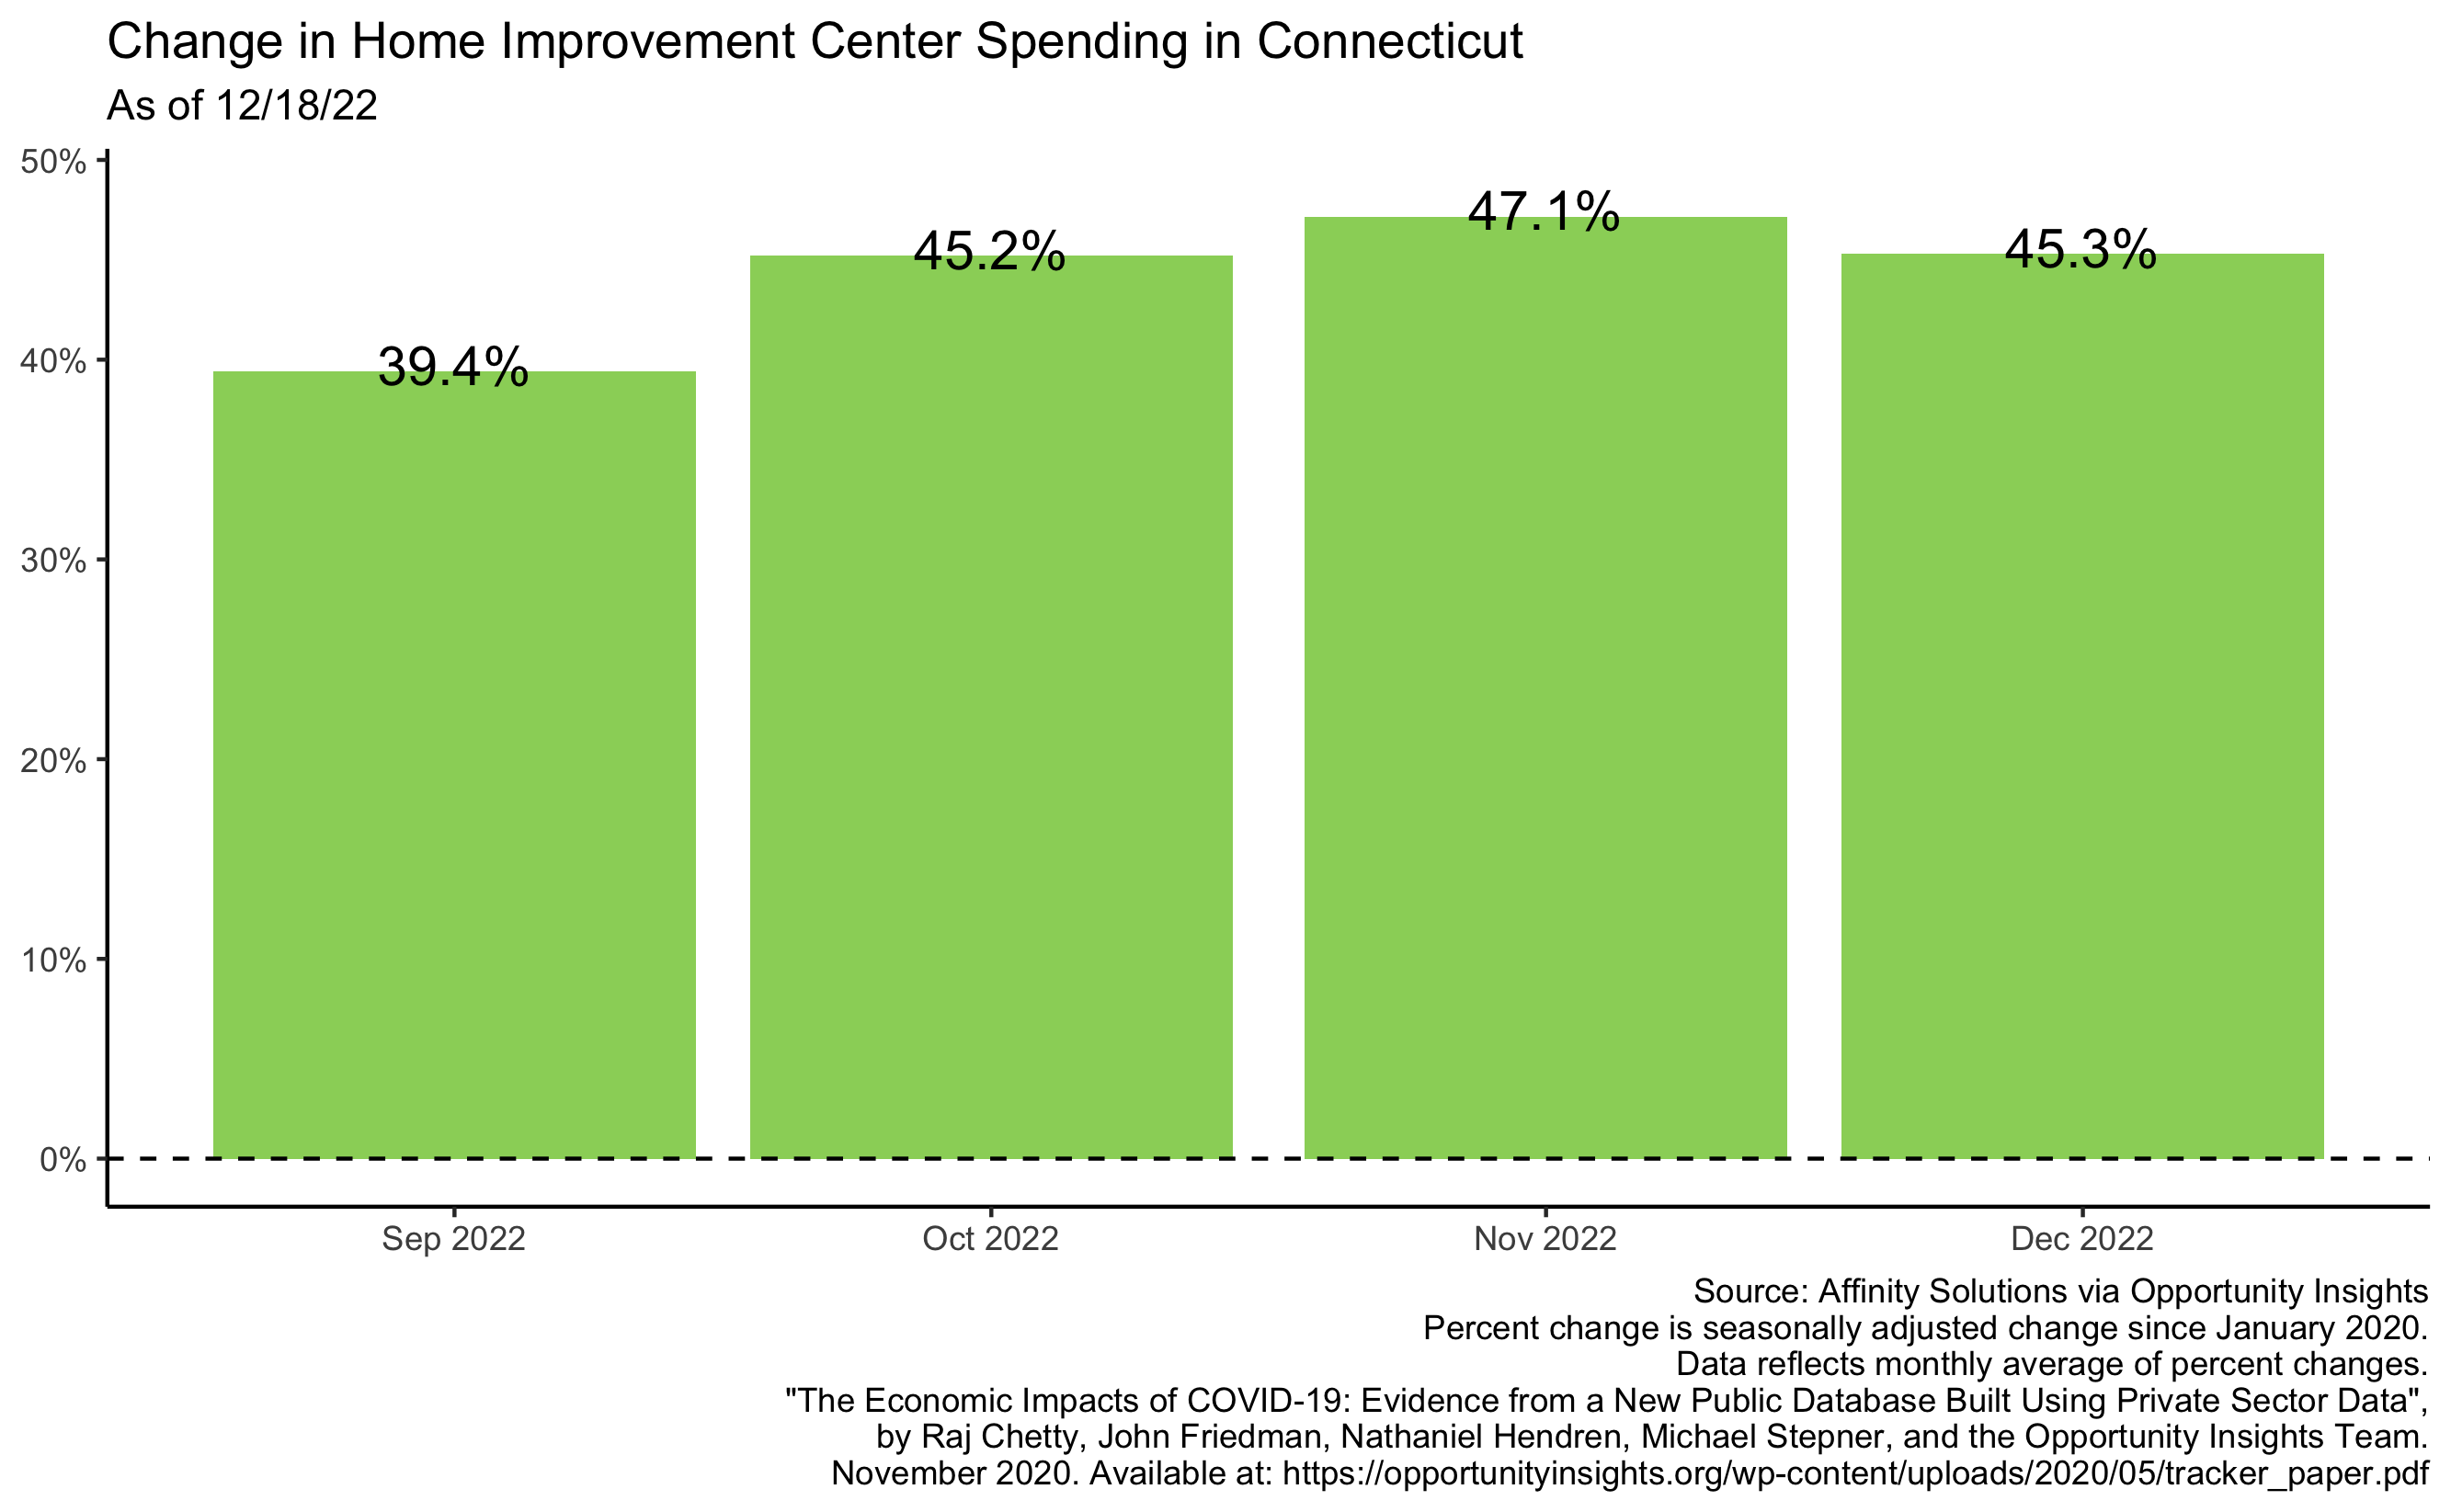 Change in Home Improvement Center Spending in Connecticut
As of 12/18/22
50%
40%
30%
20%
10%
0%
39.4%
45.2%
47.1%
45.3%
Sep 2022
Oct 2022
Nov 2022
Dec 2022
Source: Affinity Solutions via Opportunity Insights
Percent change is seasonally adjusted change since January 2020.
Data reflects monthly average of percent changes.
"The Economic Impacts of COVID-19: Evidence from a New Public Database Built Using Private Sector Data",
by Raj Chetty, John Friedman, Nathaniel Hendren, Michael Stepner, and the Opportunity Insights Team.
November 2020. Available at: https://opportunityinsights.org/wp-content/uploads/2020/05/tracker_paper.pdf